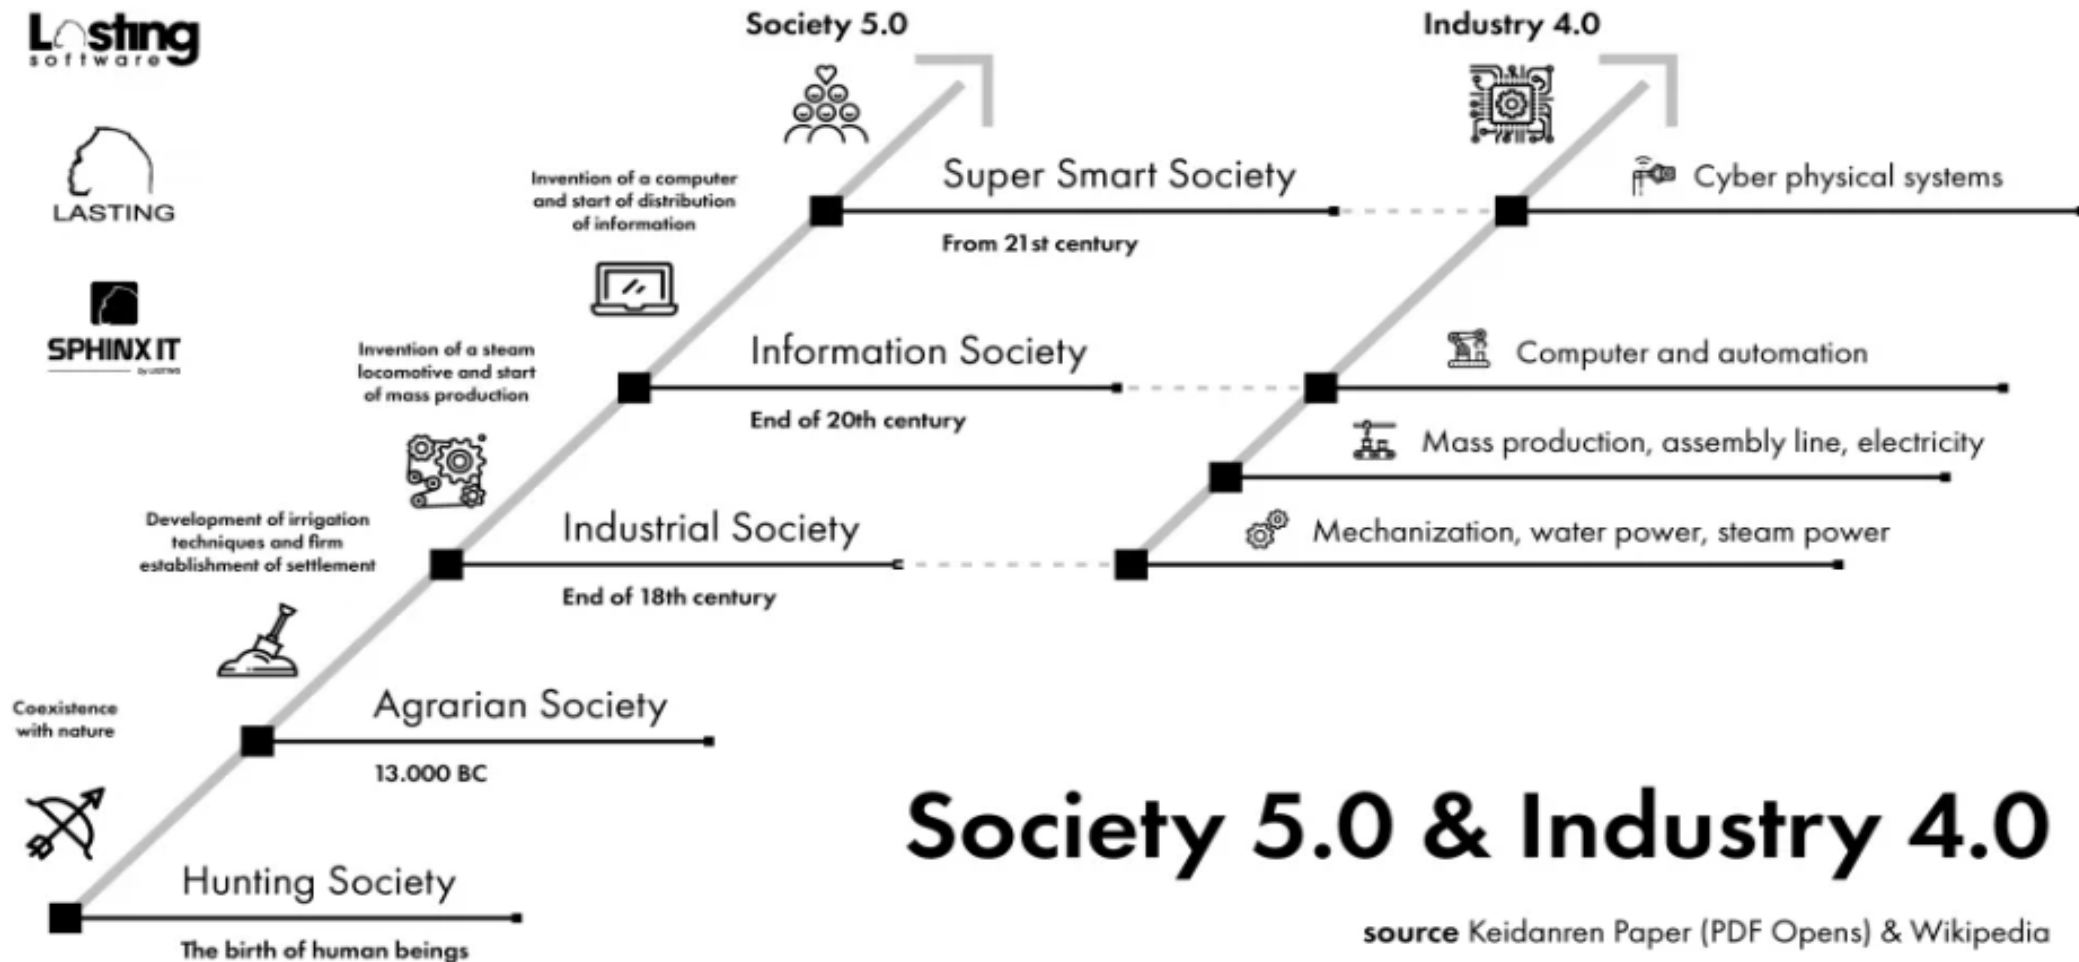 Lasting
software
LASTING
SPHINX IT
by LASTING
Society 5.0
Industry 4.0
Invention of a computer
and start of distribution
of information
Super Smart Society
From 21st century
Cyber physical systems
Invention of a steam
locomotive and start
of mass production
Information Society
End of 20th century
Computer and automation
Mass production, assembly line, electricity
Development of irrigation
techniques and firm
establishment of settlement
Industrial Society
End of 18th century
Mechanization, water power, steam power
Coexistence
with nature
Agrarian Society
13.000 BC
Hunting Society
The birth of human beings
Society 5.0 & Industry 4.0
source Keidanren Paper (PDF Opens) & Wikipedia